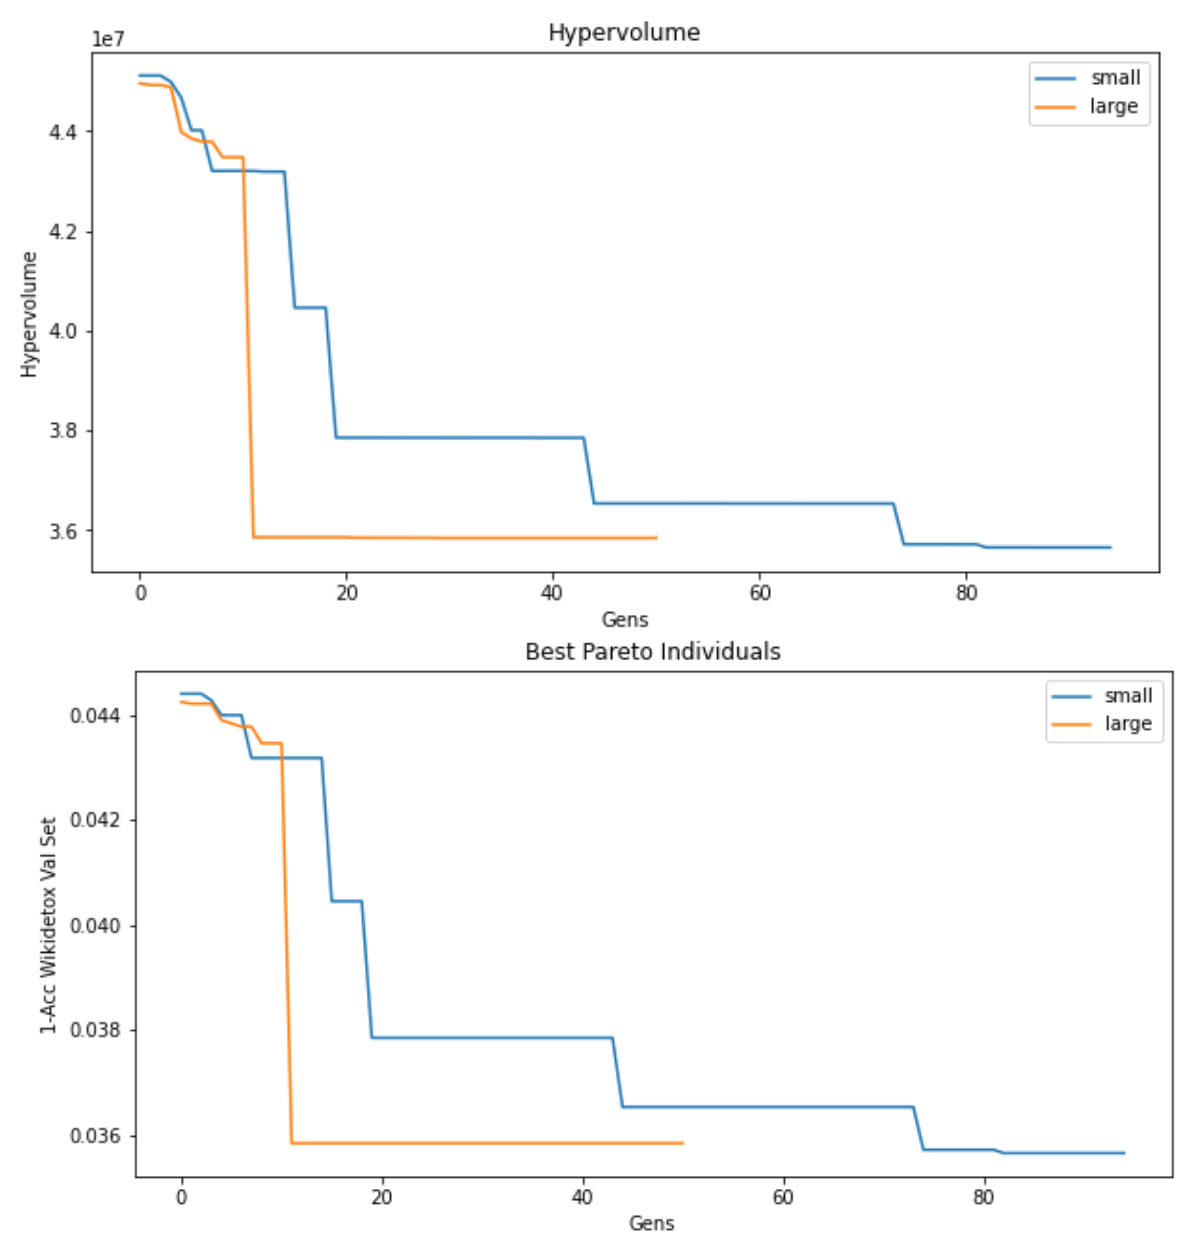 Hypervolume
1e7
small
large
4.4
4.2
4.0
3.8
3.6
Hypervolume
0 20 40 60 80
Gens
Best Pareto Individuals
small
large
0.044
0.042
0.040
0.038
0.036
1-Acc Wikidetox Val Set
0 20 40 60 80
Gens